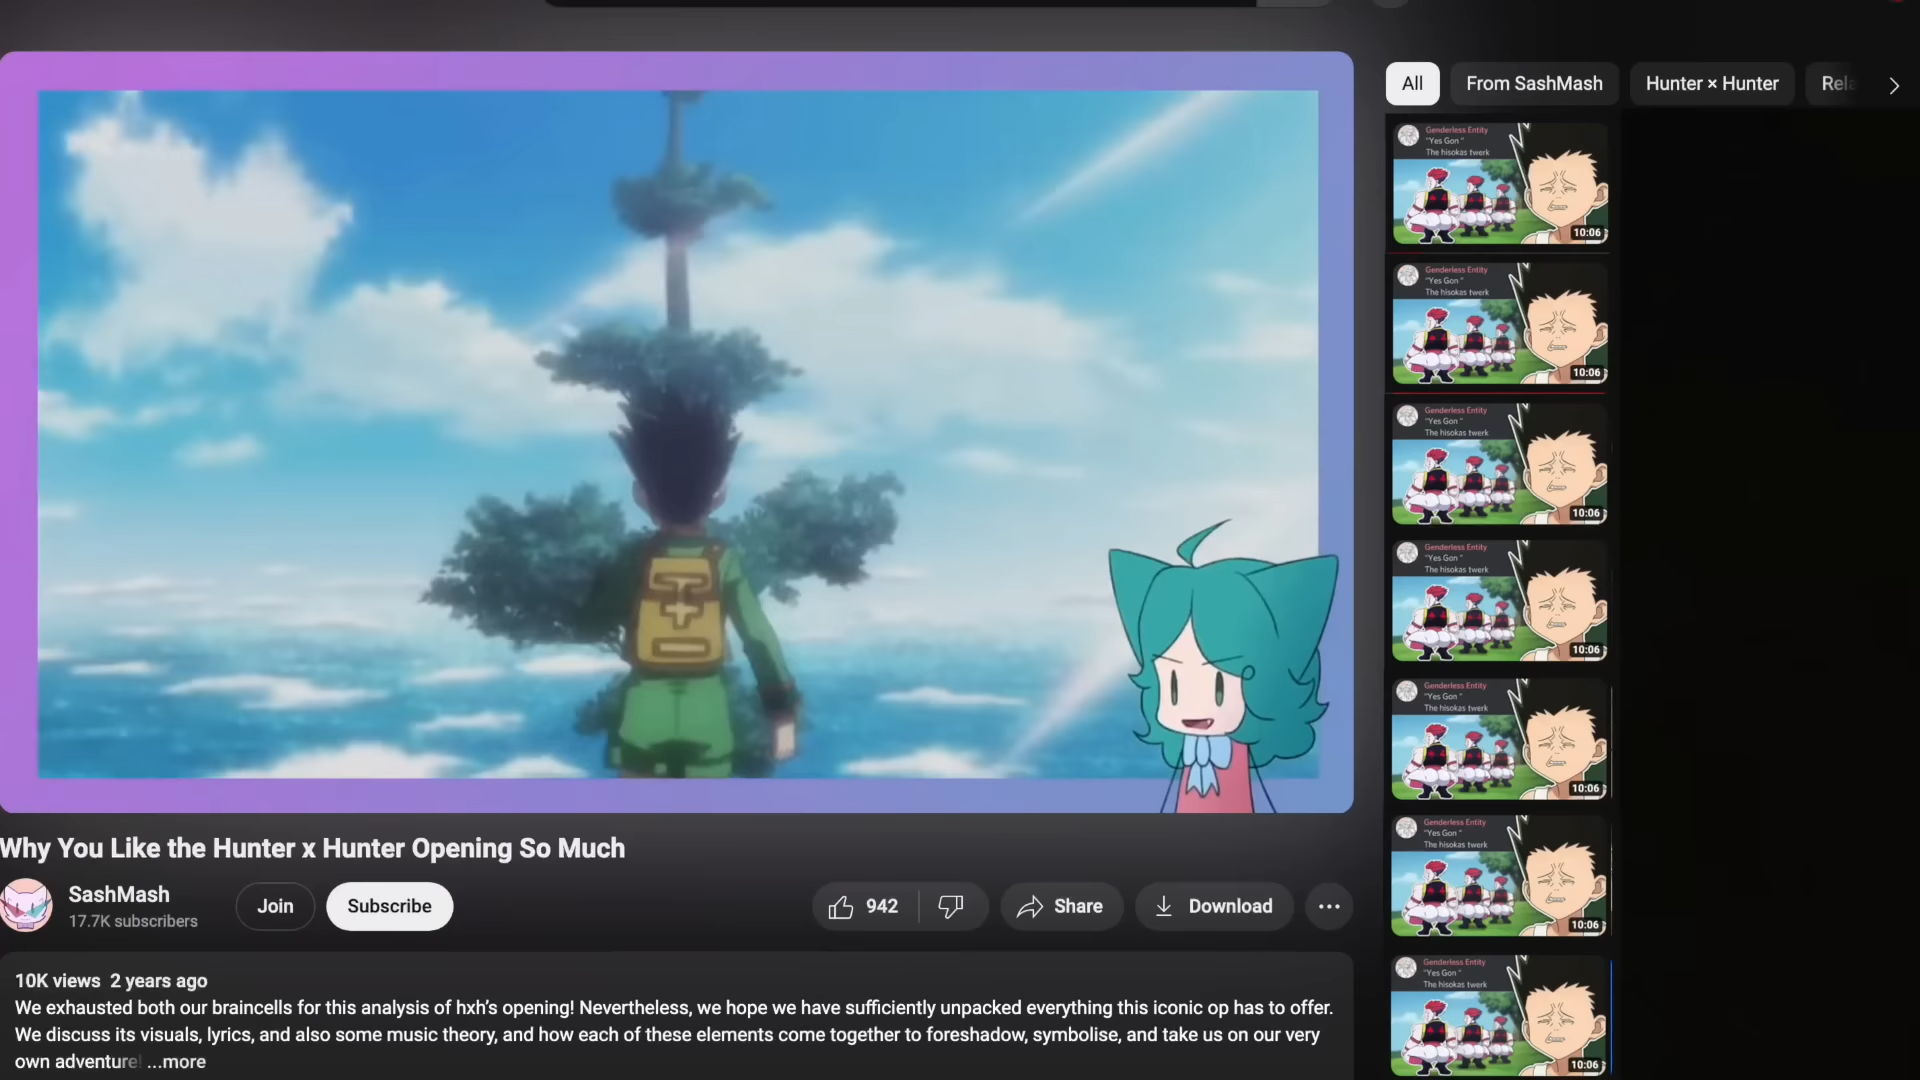 All
From SashMash
Hunter × Hunter
Rela
Genderless Entity
"Yes Gon "
The hisokas twerk
10:06
Genderless Entity
"Yes Gon "
The hisokas twerk
10:06
Genderless Entity
"Yes Gon "
The hisokas twerk
10:06
Genderless Entity
"Yes Gon "
The hisokas twerk
10:06
Genderless Entity
"Yes Gon "
The hisokas twerk
10:06
Genderless Entity
"Yes Gon "
The hisokas twerk
10:06
Genderless Entity
"Yes Gon "
The hisokas twerk
10:06
Why You Like the Hunter x Hunter Opening So Much
SashMash
17.7K subscribers
Join
Subscribe
942
Share
Download
10K views 2 years ago
We exhausted both our braincells for this analysis of hxh's opening! Nevertheless, we hope we have sufficiently unpacked everything this iconic op has to offer.
We discuss its visuals, lyrics, and also some music theory, and how each of these elements come together to foreshadow, symbolise, and take us on our very
own adventure! ...more